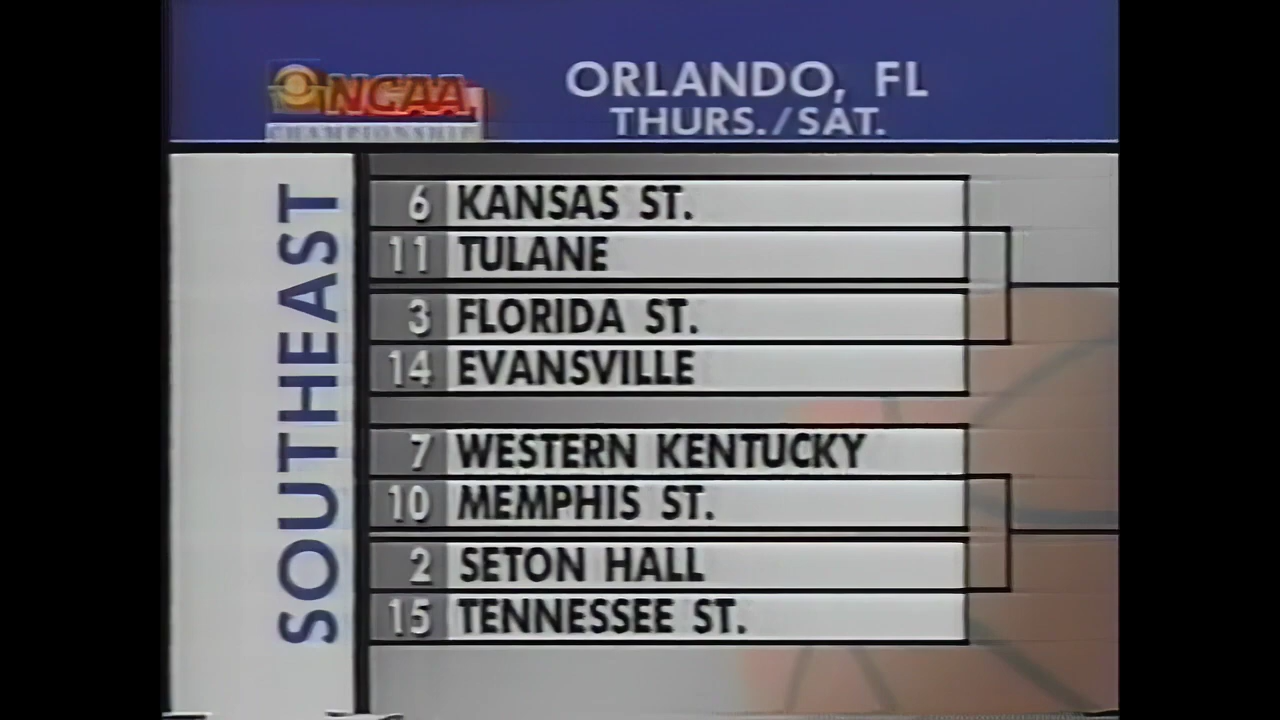 NCAA
CHAMPIONSHIP
ORLANDO, FL
THURS./SAT.
SOUTHEAST
6 KANSAS ST.
11 TULANE
3 FLORIDA ST.
14 EVANSVILLE
7 WESTERN KENTUCKY
10 MEMPHIS ST.
2 SETON HALL
15 TENNESSEE ST.